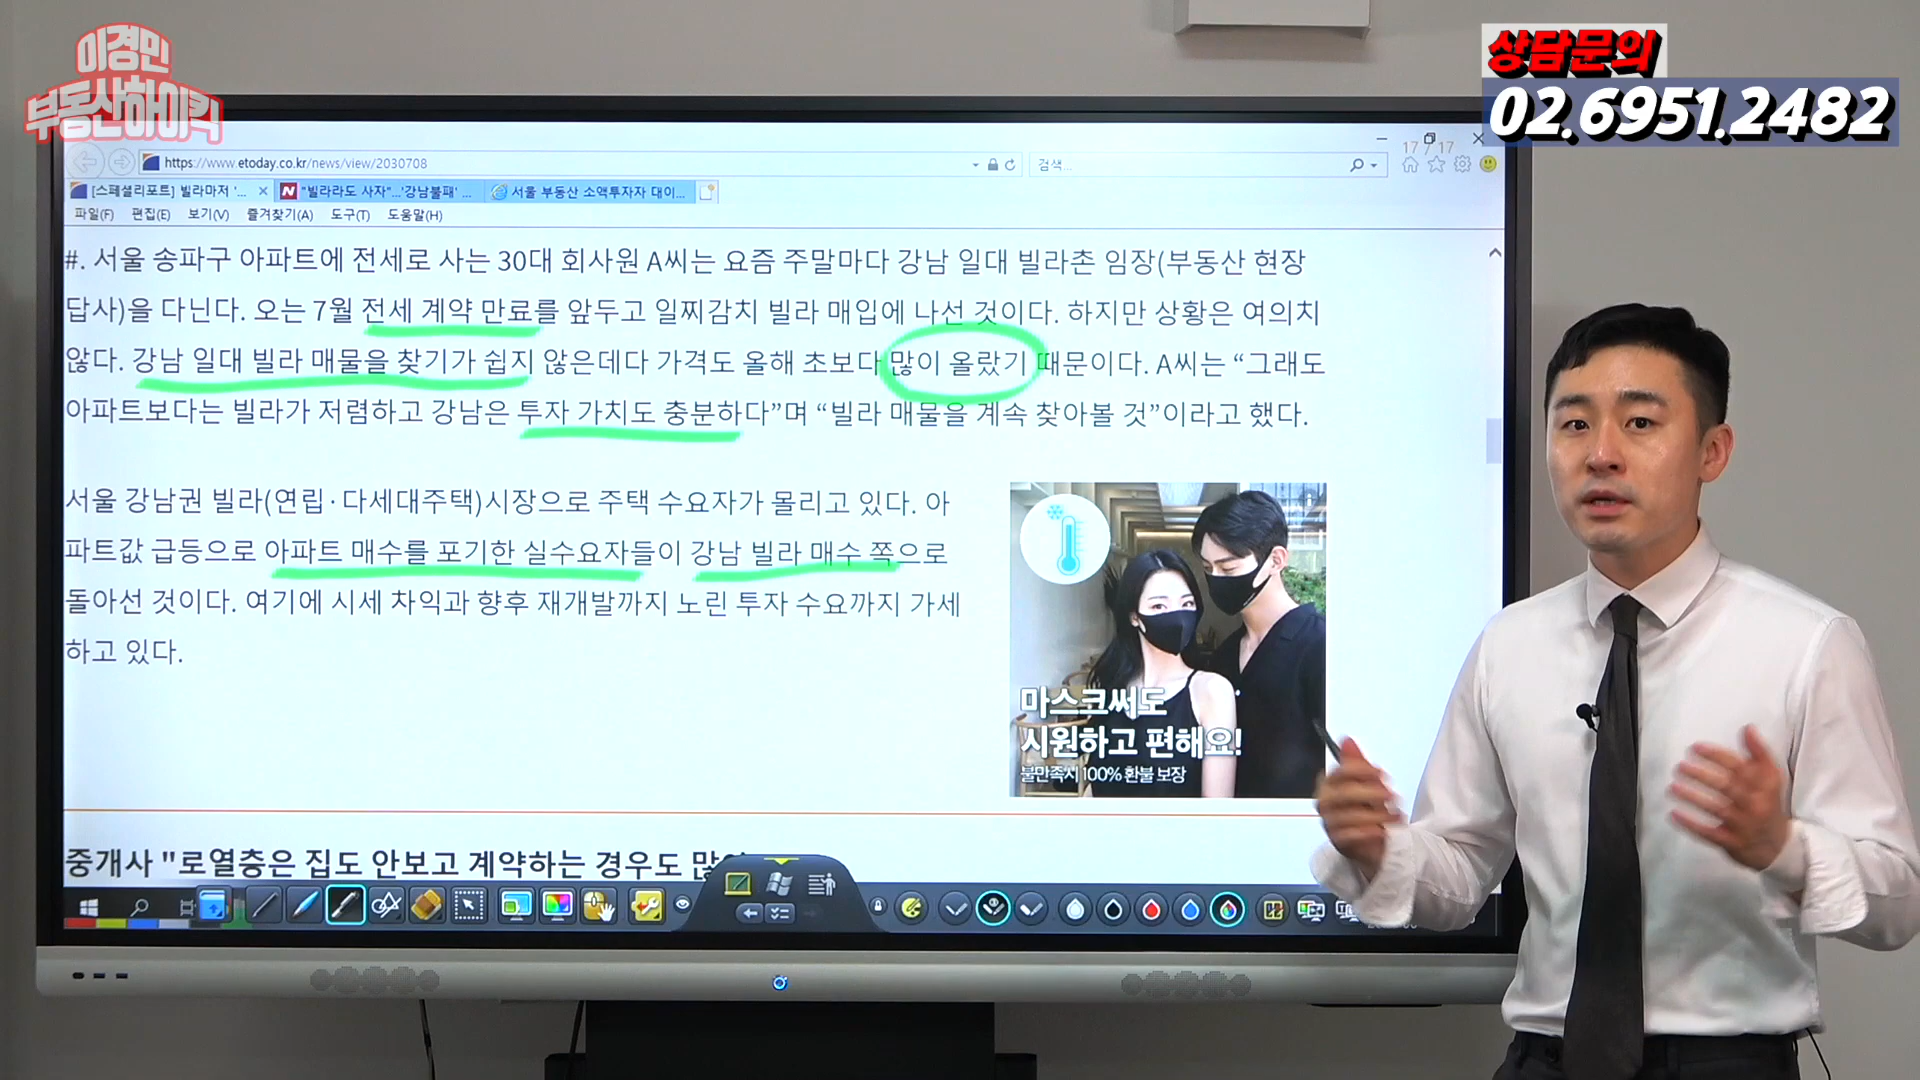 이경민
부동산하이킥
상담문의
02.6951.2482
17 / 17
https://www.etoday.co.kr/news/view/2030708
검색...
[스페셜리포트] 빌라마저 '...
"빌라라도 사자"...'강남불패' ...
서울 부동산 소액투자자 대이...
파일(F) 편집(E) 보기(V) 즐겨찾기(A) 도구(T) 도움말(H)
#. 서울 송파구 아파트에 전세로 사는 30대 회사원 A씨는 요즘 주말마다 강남 일대 빌라촌 임장(부동산 현장
답사)을 다닌다. 오는 7월 전세 계약 만료를 앞두고 일찌감치 빌라 매입에 나선 것이다. 하지만 상황은 여의치
않다. 강남 일대 빌라 매물을 찾기가 쉽지 않은데다 가격도 올해 초보다 많이 올랐기 때문이다. A씨는 “그래도
아파트보다는 빌라가 저렴하고 강남은 투자 가치도 충분하다”며 “빌라 매물을 계속 찾아볼 것”이라고 했다.
서울 강남권 빌라(연립·다세대주택)시장으로 주택 수요자가 몰리고 있다. 아
파트값 급등으로 아파트 매수를 포기한 실수요자들이 강남 빌라 매수 쪽으로
돌아선 것이다. 여기에 시세 차익과 향후 재개발까지 노린 투자 수요까지 가세
하고 있다.
마스크써도
시원하고 편해요!
불만족시 100% 환불 보장
중개사 "로열층은 집도 안보고 계약하는 경우도